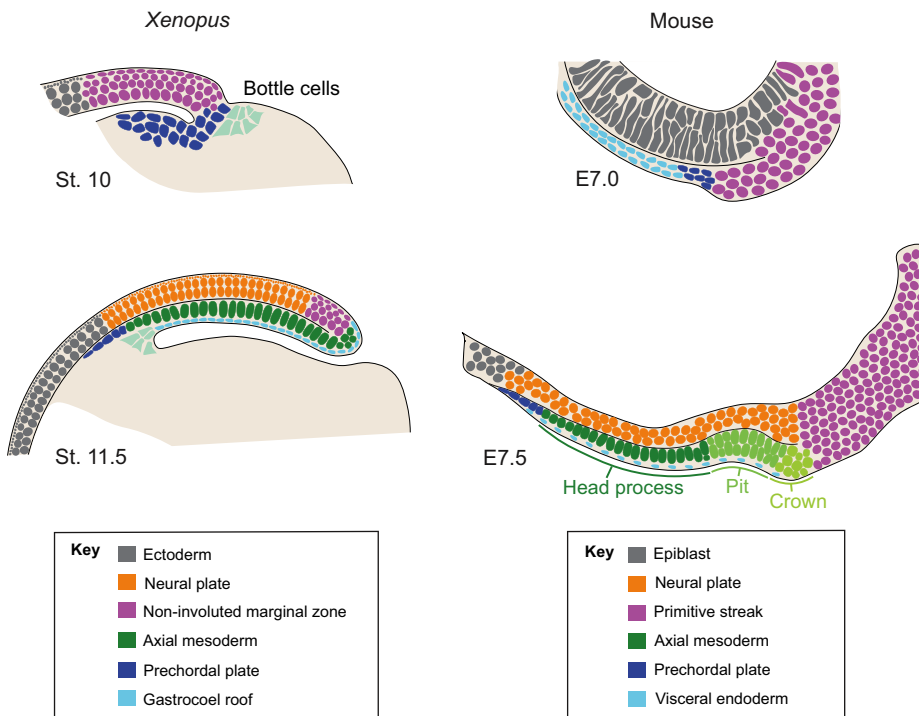 Xenopus
Mouse
Bottle cells
St. 10
E7.0
St. 11.5
E7.5
Head process
Pit
Crown
Key
Ectoderm
Neural plate
Non-involuted marginal zone
Axial mesoderm
Prechordal plate
Gastrocoel roof
Key
Epiblast
Neural plate
Primitive streak
Axial mesoderm
Prechordal plate
Visceral endoderm